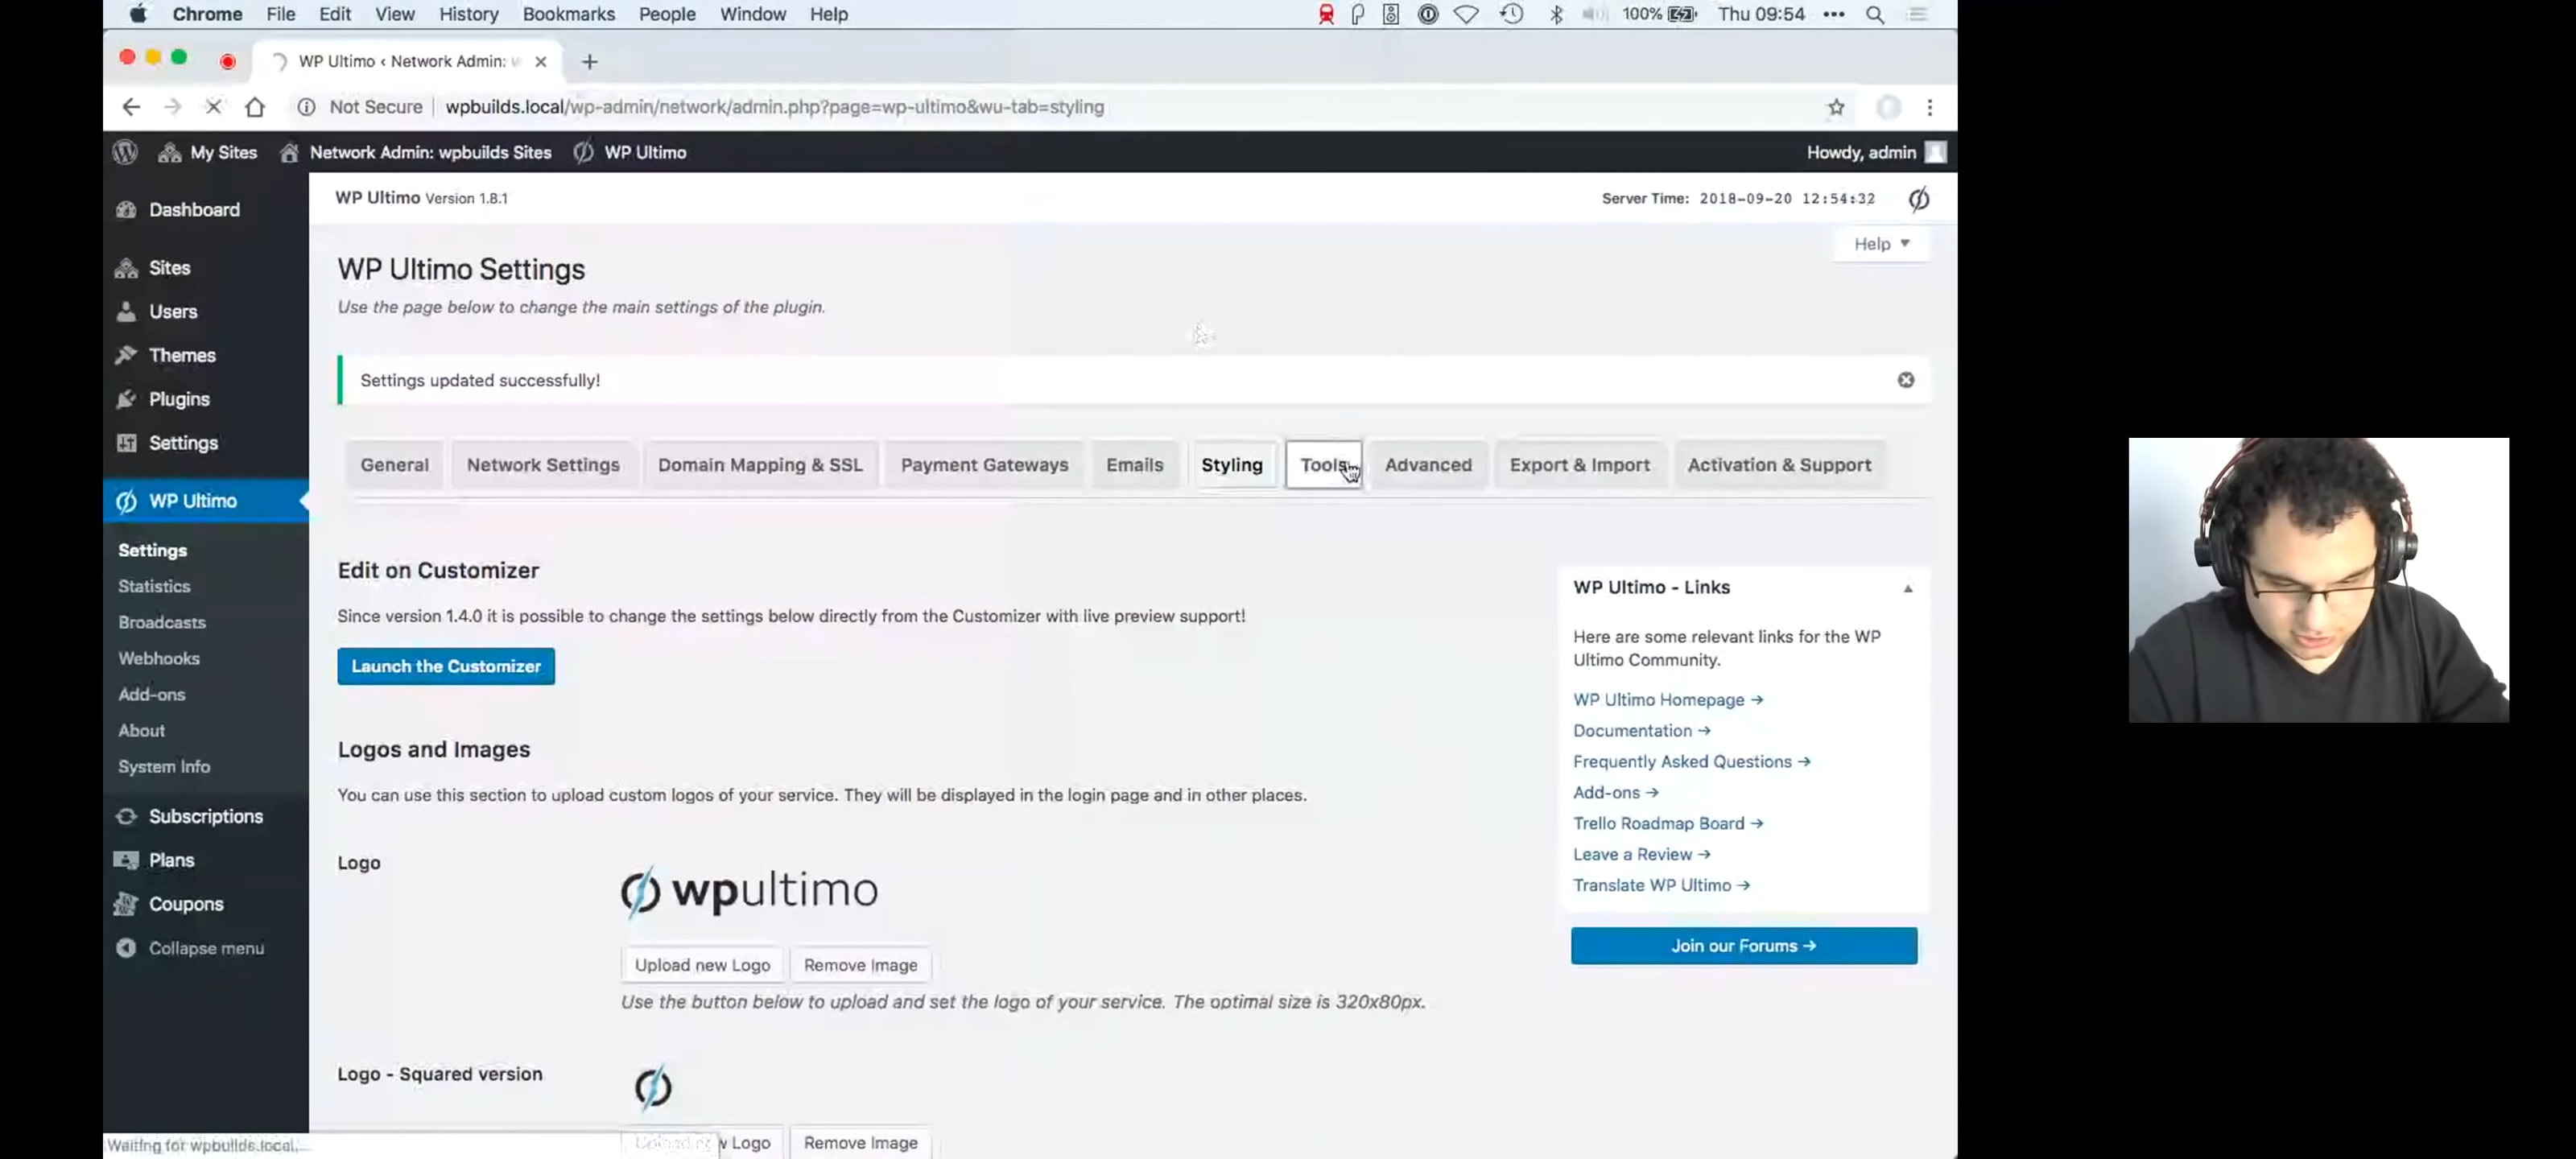 Chrome File Edit View History Bookmarks People Window Help 100% Thu 09:54
WP Ultimo ‹ Network Admin:
Not Secure wpbuilds.local/wp-admin/network/admin.php?page=wp-ultimo&wu-tab=styling
My Sites Network Admin: wpbuilds Sites WP Ultimo Howdy, admin
WP Ultimo Version 1.8.1 Server Time: 2018-09-20 12:54:32
Help
Dashboard
Sites
Users
Themes
Plugins
Settings
WP Ultimo
Settings
Statistics
Broadcasts
Webhooks
Add-ons
About
System Info
Subscriptions
Plans
Coupons
Collapse menu
WP Ultimo Settings
Use the page below to change the main settings of the plugin.
Settings updated successfully!
General Network Settings Domain Mapping & SSL Payment Gateways Emails Styling Tools Advanced Export & Import Activation & Support
Edit on Customizer
Since version 1.4.0 it is possible to change the settings below directly from the Customizer with live preview support!
Launch the Customizer
Logos and Images
You can use this section to upload custom logos of your service. They will be displayed in the login page and in other places.
Logo
wpultimo
Upload new Logo Remove Image
Use the button below to upload and set the logo of your service. The optimal size is 320x80px.
Logo - Squared version
Logo Remove Image
WP Ultimo - Links
Here are some relevant links for the WP
Ultimo Community.
WP Ultimo Homepage →
Documentation →
Frequently Asked Questions →
Add-ons →
Trello Roadmap Board →
Leave a Review →
Translate WP Ultimo →
Join our Forums →
Waiting for wpbuilds.local...